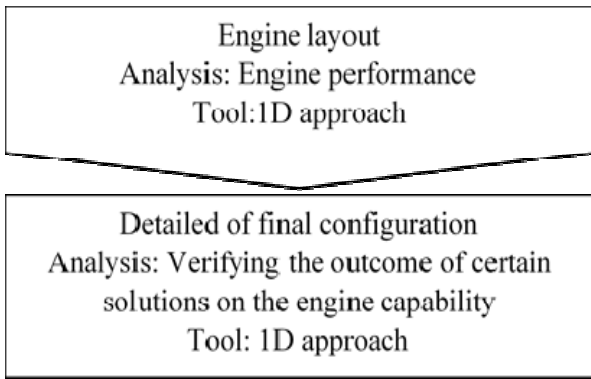 Engine layout
Analysis: Engine performance
Tool:1D approach
Detailed of final configuration
Analysis: Verifying the outcome of certain
solutions on the engine capability
Tool: 1D approach